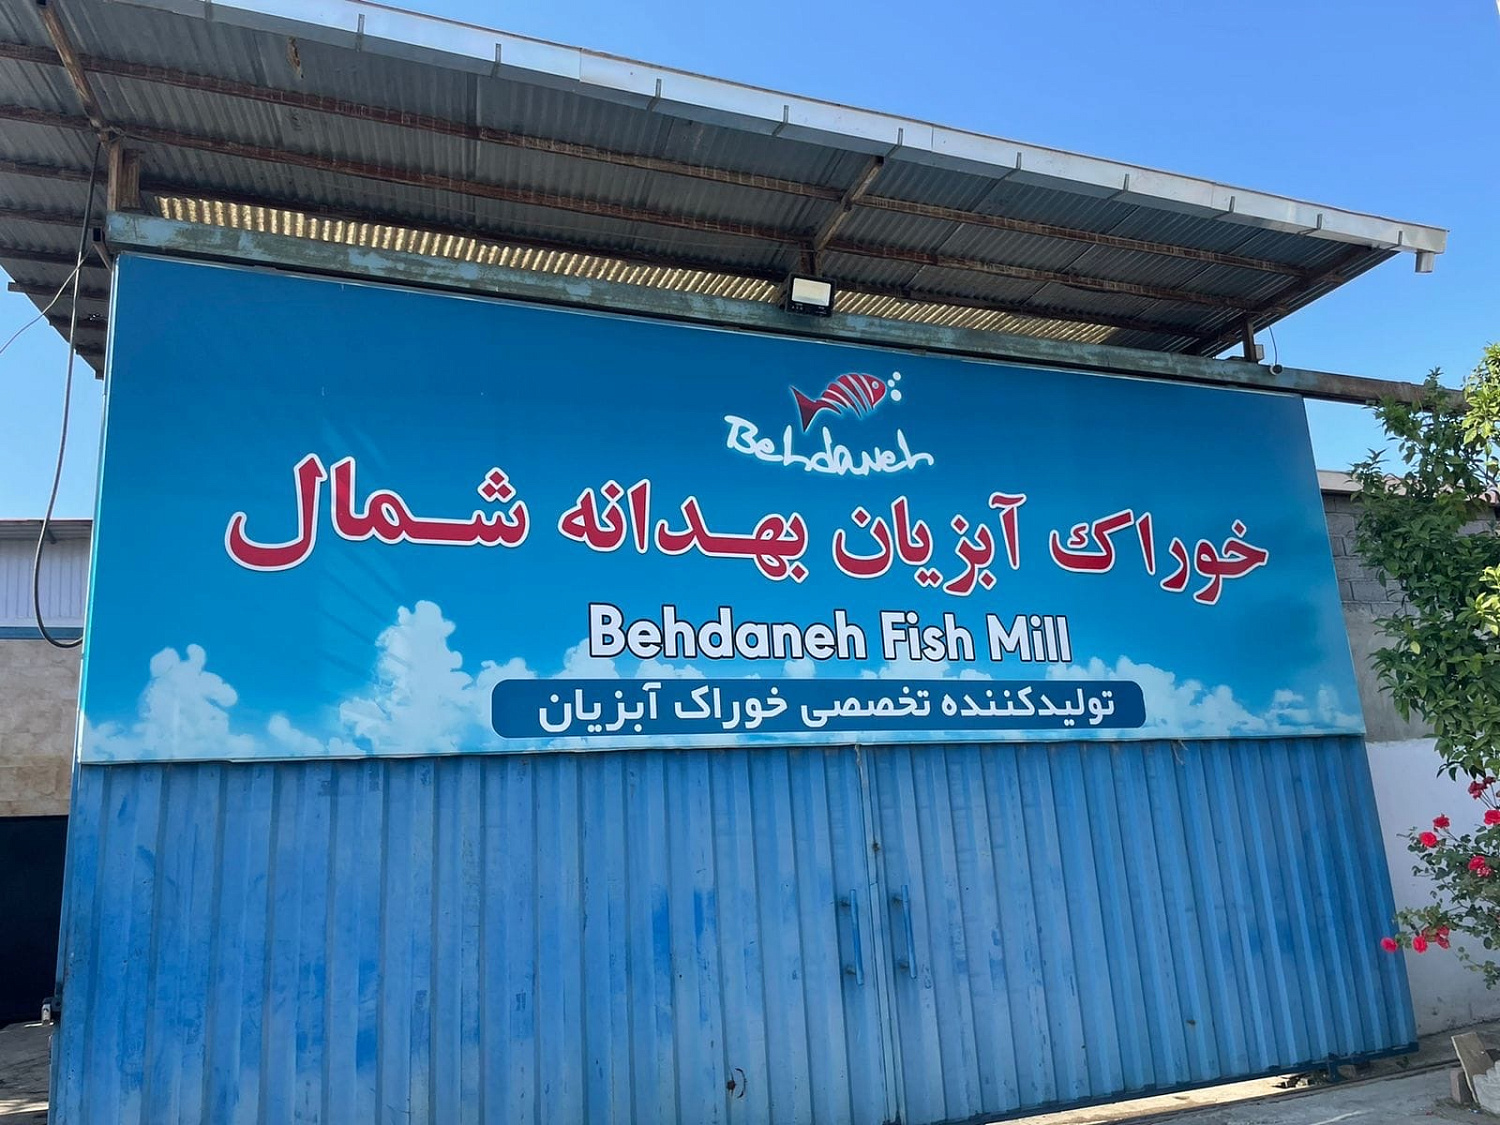 Behdaneh
خوراک آبزیان بهدانه شمال
Behdaneh Fish Mill
تولیدکننده تخصصی خوراک آبزیان